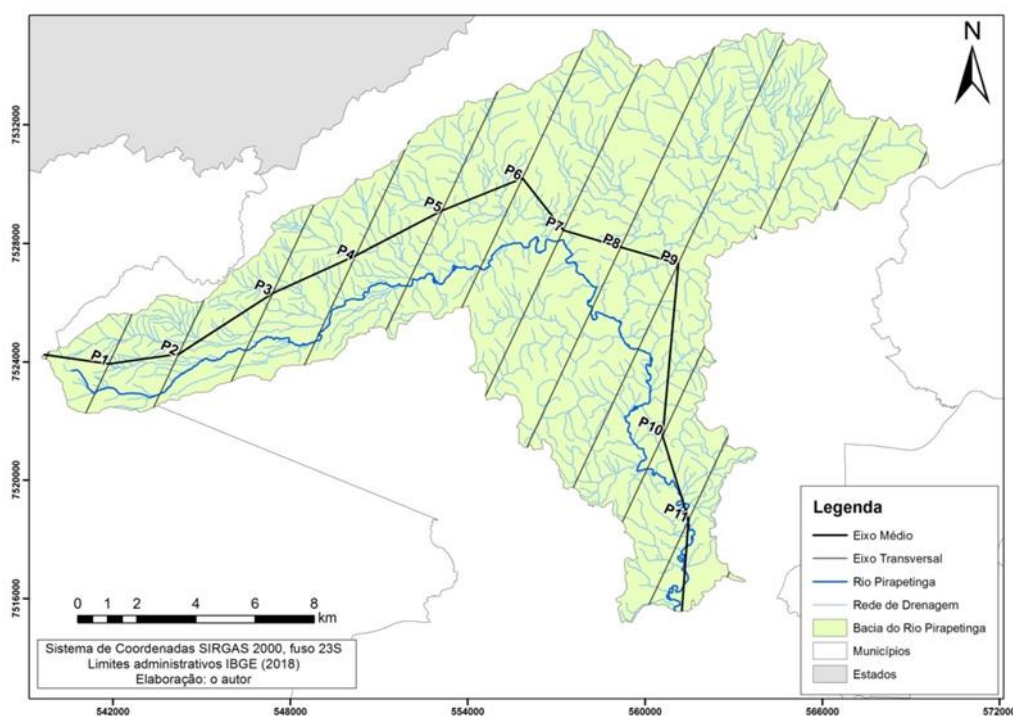 N
7532000
7528000
7524000
7520000
7516000
P1
P2
P3
P4
P5
P6
P7
P8
P9
P10
P11
Legenda
Eixo Médio
Eixo Transversal
Rio Pirapetinga
Rede de Drenagem
Bacia do Rio Pirapetinga
Municípios
Estados
0 1 2 4 6 8
km
Sistema de Coordenadas SIRGAS 2000, fuso 23S
Limites administrativos IBGE (2018)
Elaboração: o autor
542000 548000 554000 560000 566000 572000